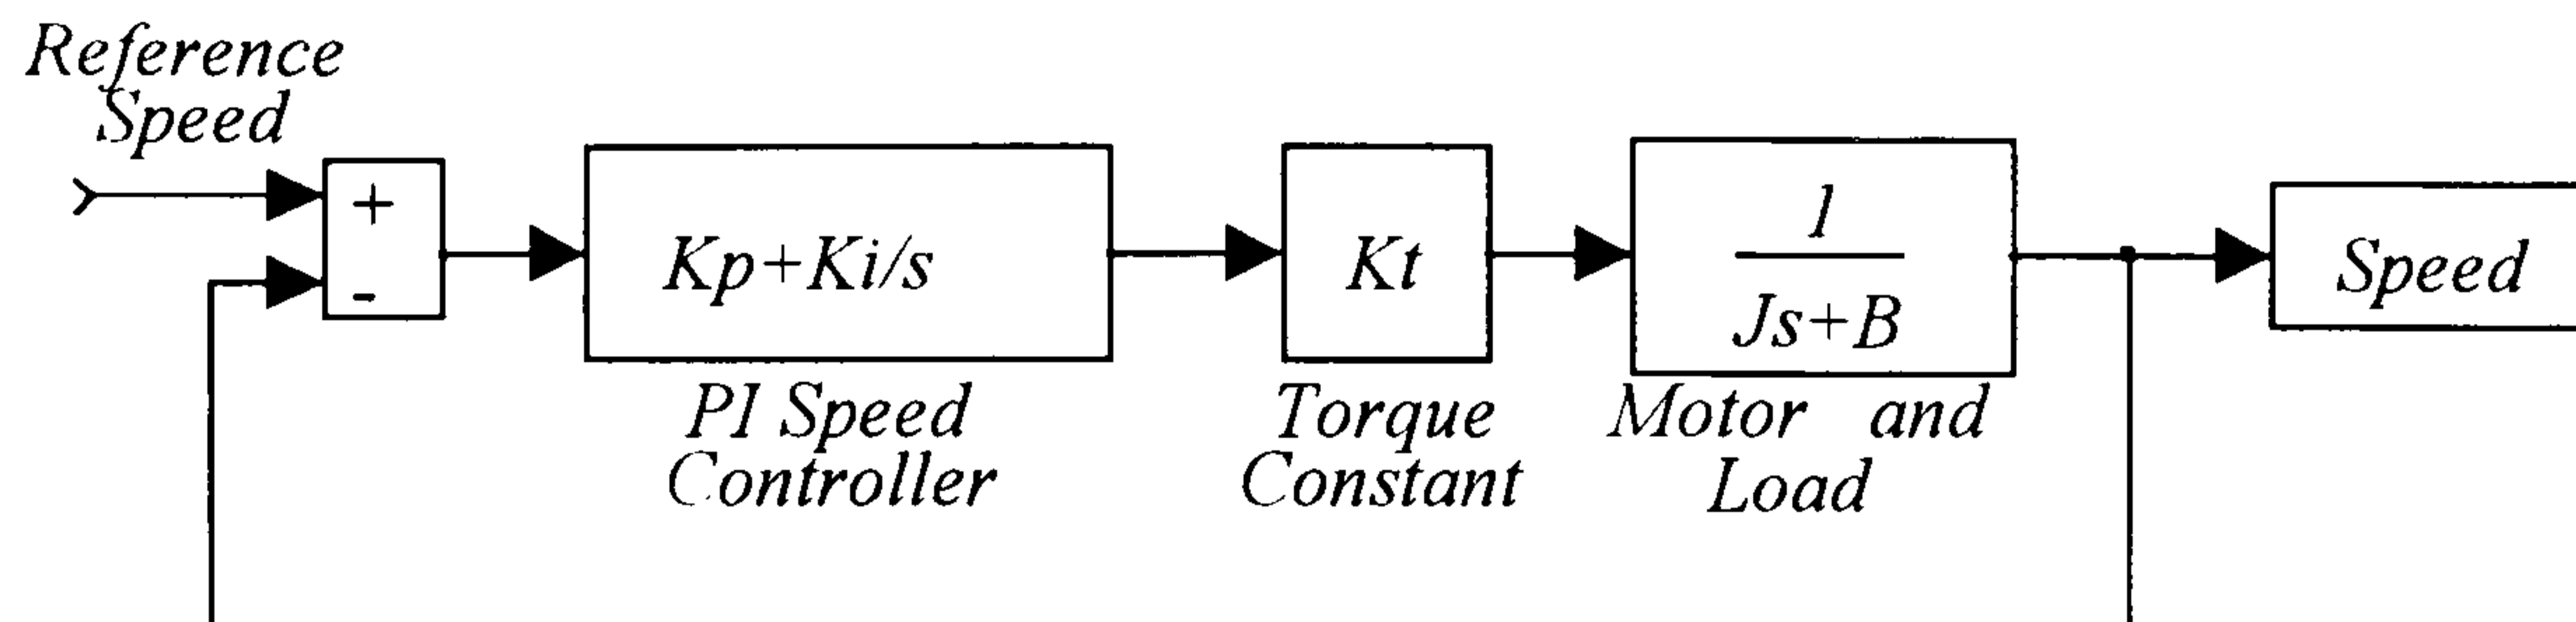 Reference
Speed
+
-
Kp+Ki/s
PI Speed
Controller
Kt
Torque
Constant
1
Js+B
Motor and
Load
Speed